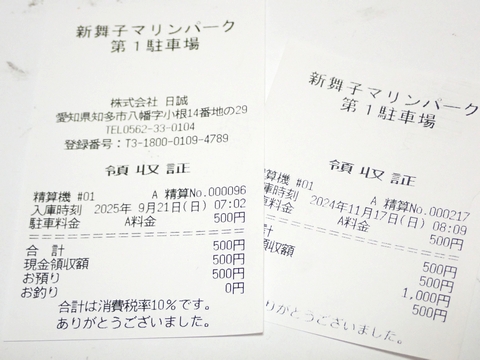 新舞子マリンパーク
第1駐車場
株式会社 日誠
愛知県知多市八幡字小根14番地の29
TEL0562-33-0104
登録番号：T3-1800-0109-4789
領収証
精算機 #01 A 精算No.000096
入庫時刻 2025年 9月21日(日) 07:02
駐車料金 A料金 500円
合 計 500円
現金領収額 500円
お預り 500円
お釣り 0円
合計は消費税率10％です。
ありがとうございました。
新舞子マリンパーク
第1駐車場
領収証
精算機 #01 A 精算No.000217
庫時刻 2024年11月17日(日) 08:09
車料金 A料金 500円
計 500円
領収額 500円
1,000円
500円
がとうございました。